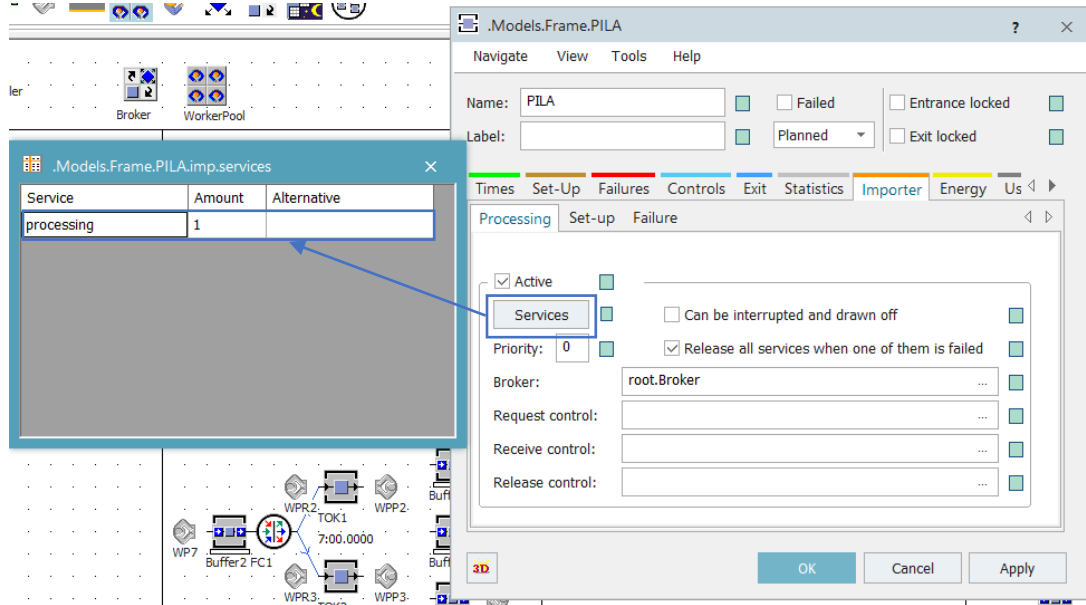 Broker
WorkerPool
.Models.Frame.PILA.imp.services
Service Amount Alternative
processing 1
WPR2
TOK1
WPP2
7:00.0000
WP7
Buffer2 FC1
WPR3
WPP3
.Models.Frame.PILA ?
Navigate View Tools Help
Name: PILA Failed Entrance locked
Label: Planned Exit locked
Times Set-Up Failures Controls Exit Statistics Importer Energy Us
Processing Set-up Failure
Active
Services Can be interrupted and drawn off
Priority: 0 Release all services when one of them is failed
Broker: root.Broker ...
Request control: ...
Receive control: ...
Release control: ...
3D OK Cancel Apply